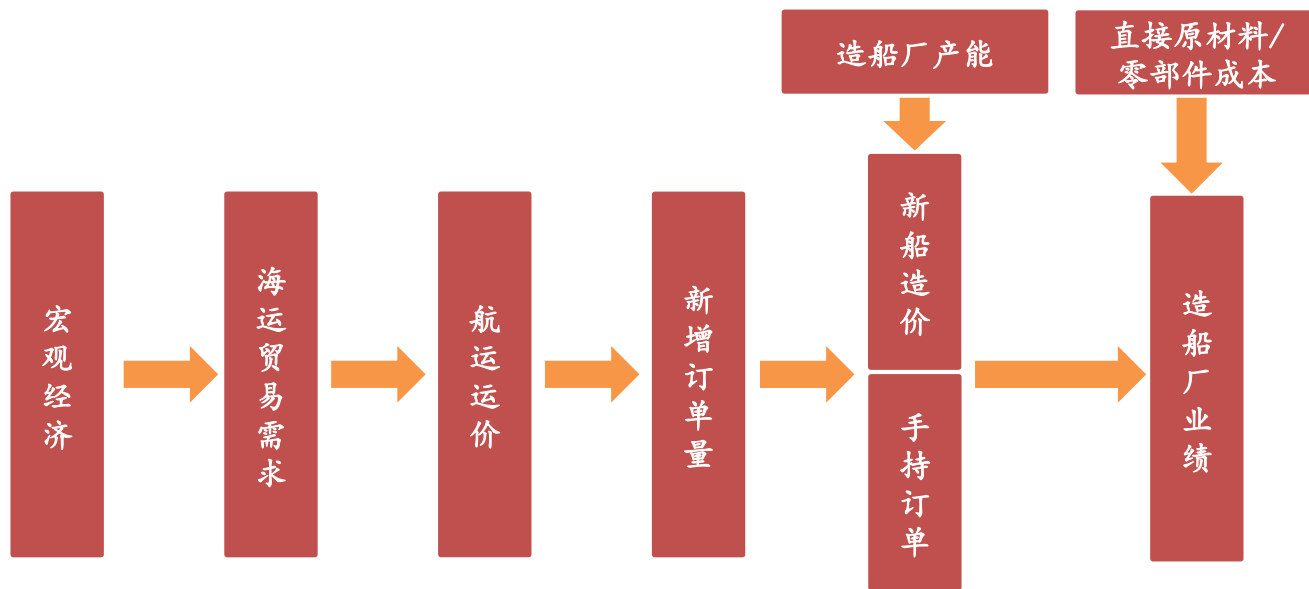 造船厂产能
直接原材料/
零部件成本
宏观经济
海运贸易需求
航运运价
新增订单量
新船造价
手持订单
造船厂业绩